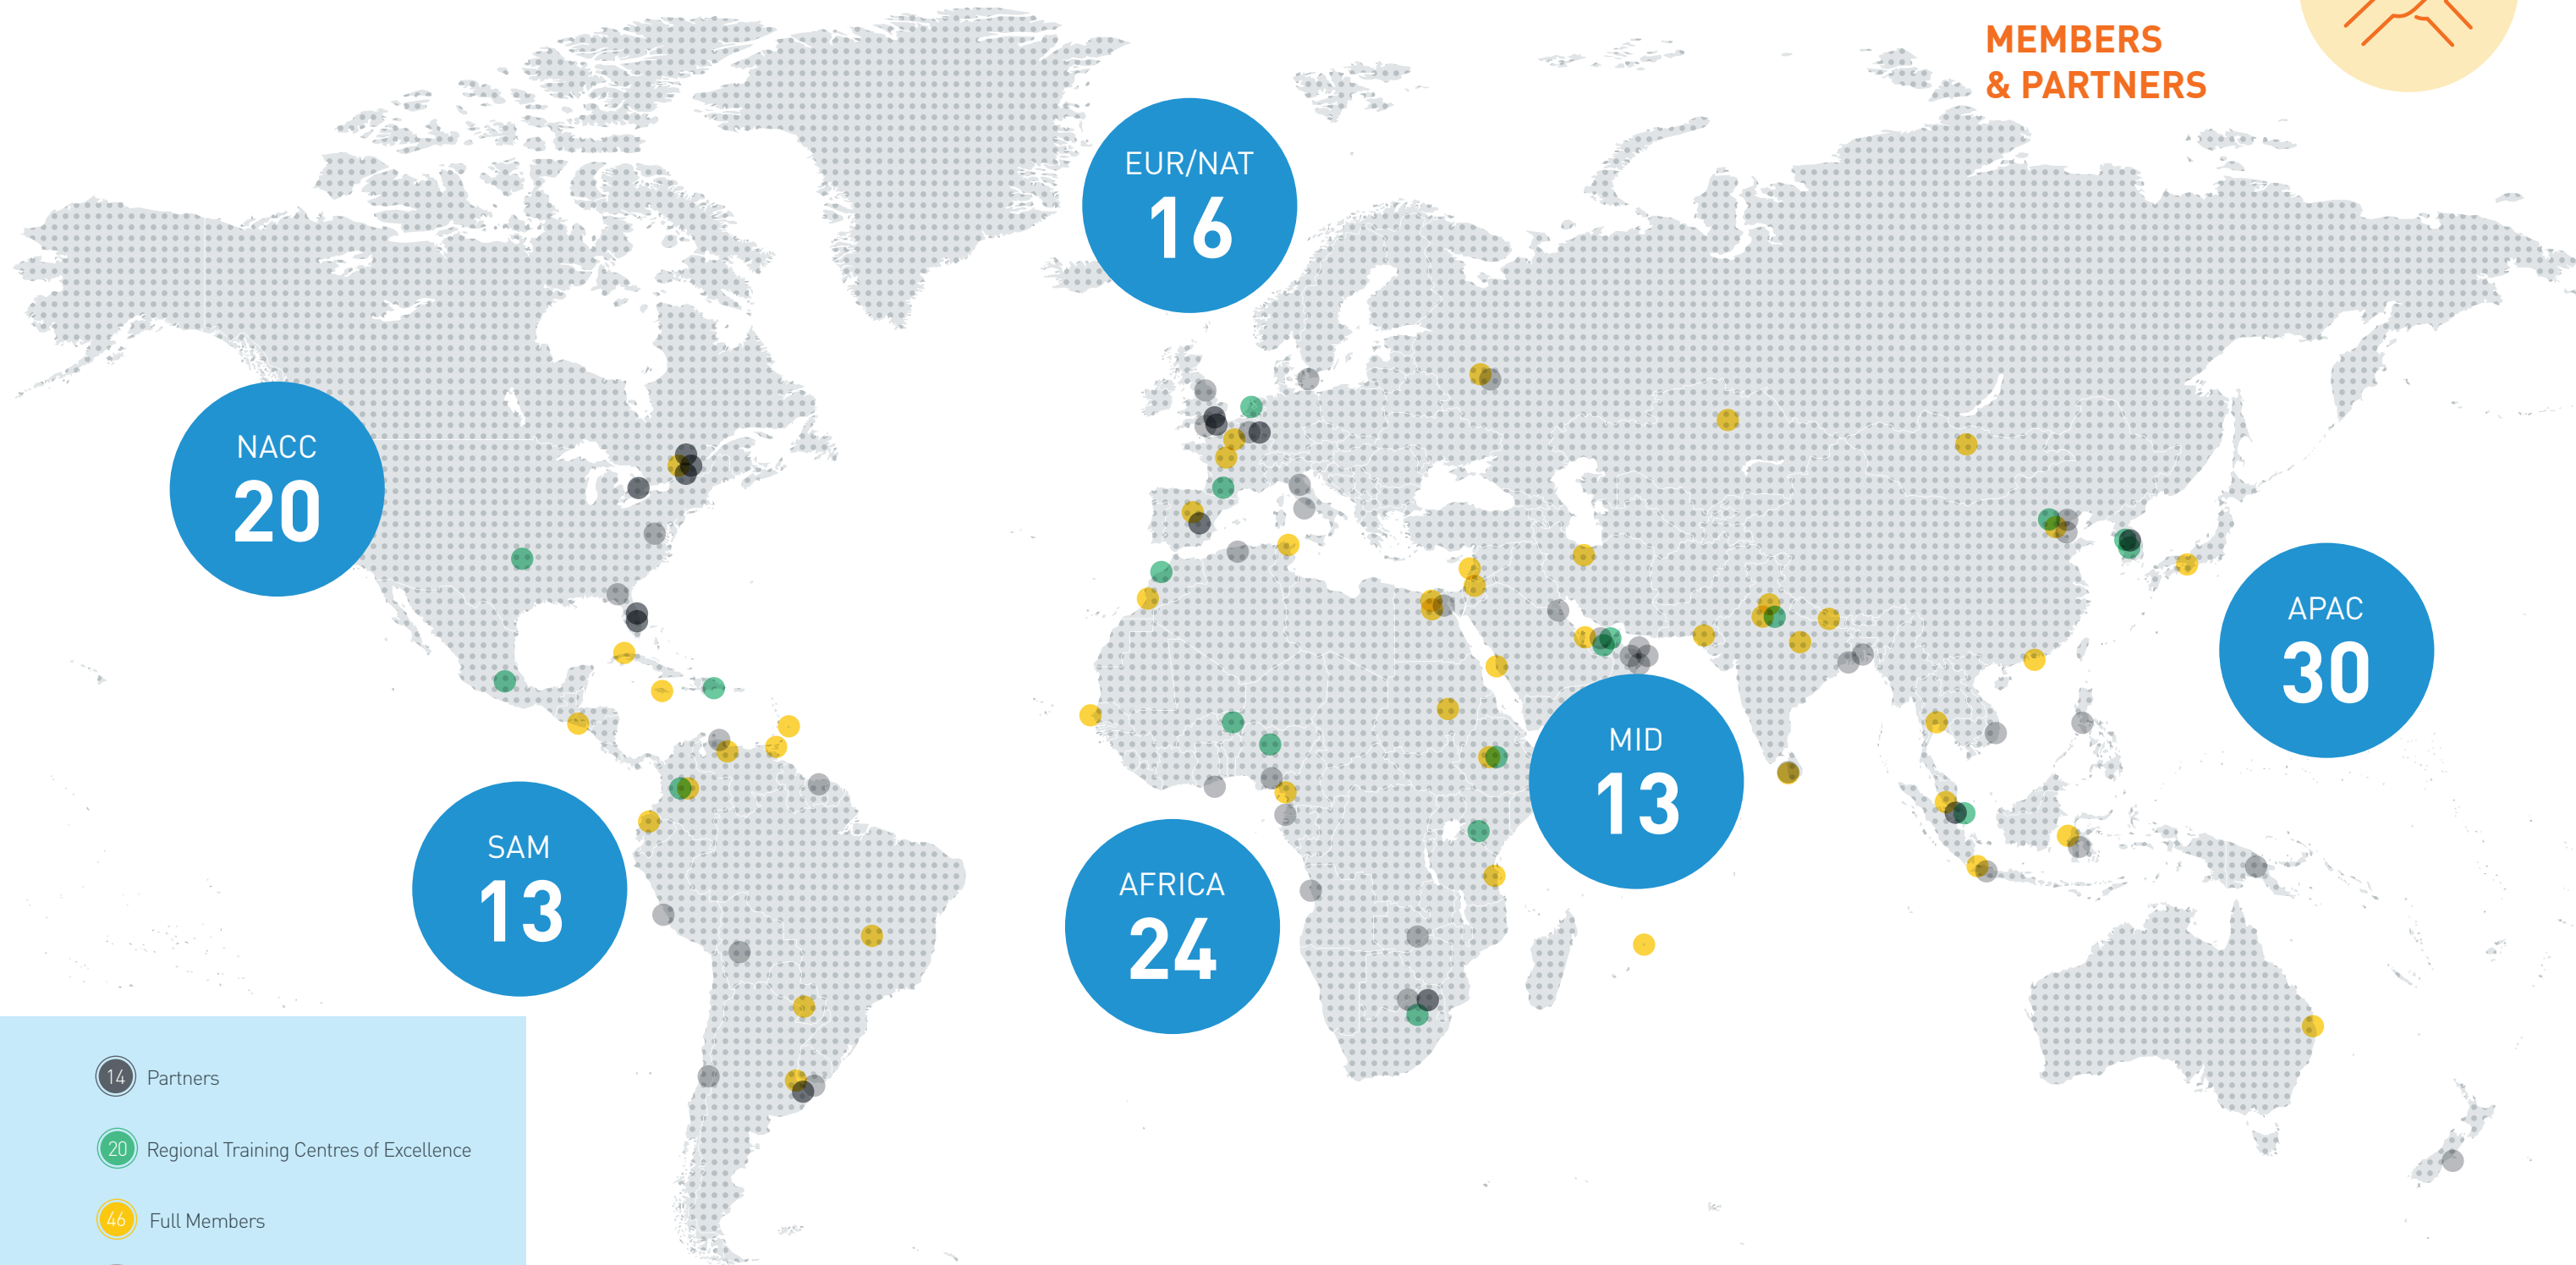 MEMBERS
& PARTNERS
EUR/NAT
16
NACC
20
APAC
30
MID
13
SAM
13
AFRICA
24
14 Partners
20 Regional Training Centres of Excellence
46 Full Members